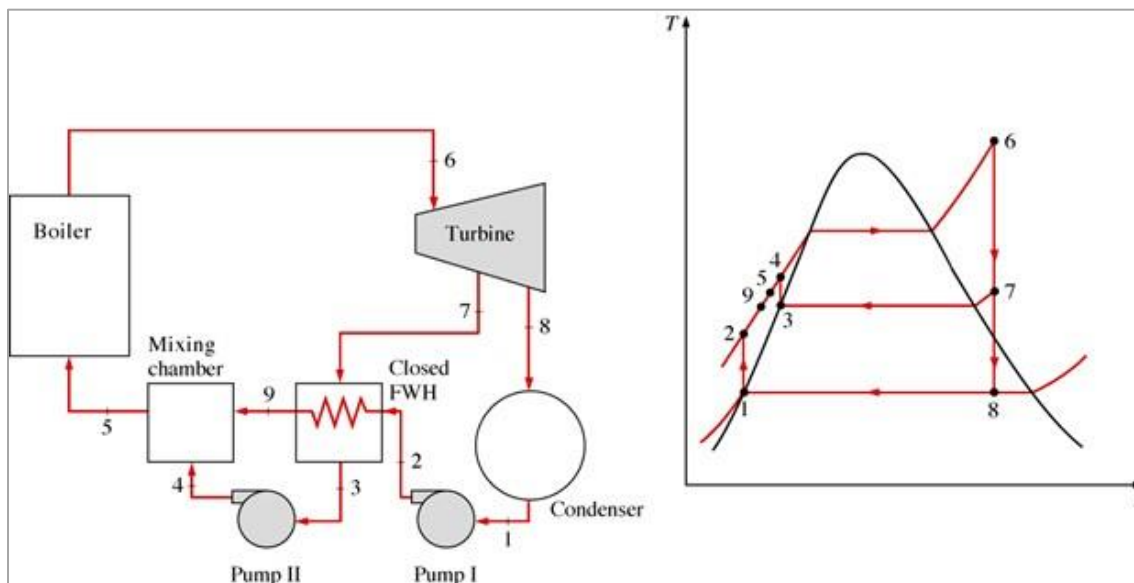 6
Boiler
Turbine
7
8
Mixing
chamber
Closed
FWH
9
5
2
4
3
Condenser
1
Pump II
Pump I
T
6
4
5
9
7
2
3
1
8